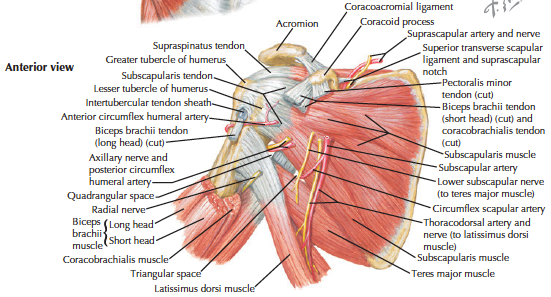 Coracoacromial ligament
Acromion
Coracoid process
Suprascapular artery and nerve
Superior transverse scapular
ligament and suprascapular
notch
Pectoralis minor
tendon (cut)
Biceps brachii tendon
(short head) (cut) and
coracobrachialis tendon
(cut)
Subscapularis muscle
Subscapular artery
Lower subscapular nerve
(to teres major muscle)
Circumflex scapular artery
Thoracodorsal artery and
nerve (to latissimus dorsi
muscle)
Subscapularis muscle
Teres major muscle
Anterior view
Supraspinatus tendon
Greater tubercle of humerus
Subscapularis tendon
Lesser tubercle of humerus
Intertubercular tendon sheath
Anterior circumflex humeral artery
Biceps brachii tendon
(long head) (cut)
Axillary nerve and
posterior circumflex
humeral artery
Quadrangular space
Radial nerve
Biceps
brachii
muscle
Long head
Short head
Coracobrachialis muscle
Triangular space
Latissimus dorsi muscle